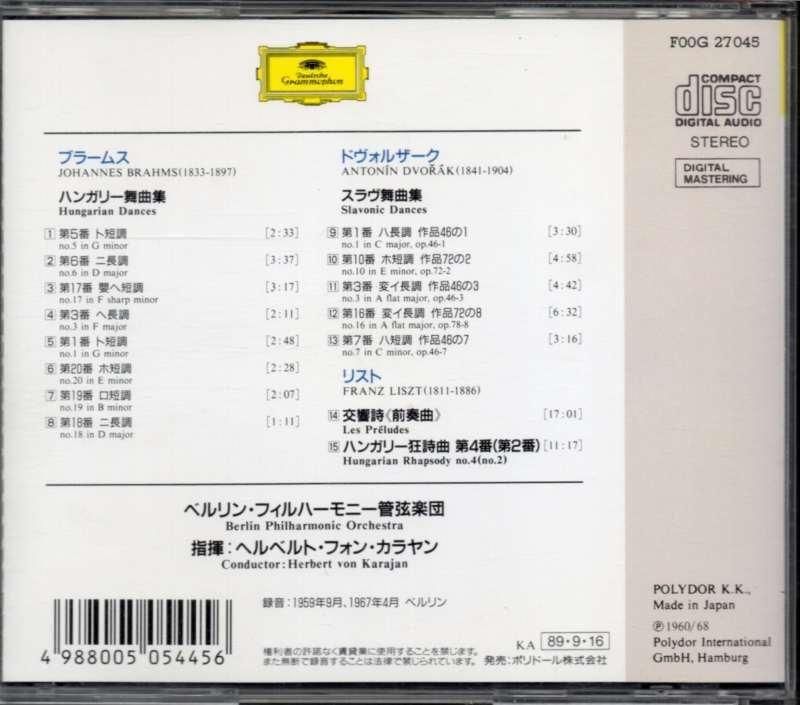 F00G 27045
Deutsche
Grammophon
COMPACT
disc
DIGITAL AUDIO
STEREO
DIGITAL
MASTERING
ブラームス
JOHANNES BRAHMS(1833-1897)
ハンガリー舞曲集
Hungarian Dances
1 第5番 ト短調 [2:33]
no.5 in G minor
2 第6番 ニ長調 [3:37]
no.6 in D major
3 第17番 嬰ヘ短調 [3:17]
no.17 in F sharp minor
4 第3番 ヘ長調 [2:11]
no.3 in F major
5 第1番 ト短調 [2:48]
no.1 in G minor
6 第20番 ホ短調 [2:28]
no.20 in E minor
7 第19番 ロ短調 [2:07]
no.19 in B minor
8 第18番 ニ長調 [1:11]
no.18 in D major
ドヴォルザーク
ANTONÍN DVOŘÁK(1841-1904)
スラヴ舞曲集
Slavonic Dances
9 第1番 ハ長調 作品46の1 [3:30]
no.1 in C major, op.46-1
10 第10番 ホ短調 作品72の2 [4:58]
no.10 in E minor, op.72-2
11 第3番 変イ長調 作品46の3 [4:42]
no.3 in A flat major, op.46-3
12 第16番 変イ長調 作品72の8 [6:32]
no.16 in A flat major, op.78-8
13 第7番 ハ短調 作品46の7 [3:16]
no.7 in C minor, op.46-7
リスト
FRANZ LISZT(1811-1886)
14 交響詩《前奏曲》 [17:01]
Les Préludes
15 ハンガリー狂詩曲 第4番(第2番) [11:17]
Hungarian Rhapsody no.4(no.2)
ベルリン・フィルハーモニー管弦楽団
Berlin Philharmonic Orchestra
指揮:ヘルベルト・フォン・カラヤン
Conductor:Herbert von Karajan
録音:1959年9月、1967年4月 ベルリン
4 988005 054456
権利者の許諾なく賃貸業に使用することを禁じます。
また無断で録音することは法律で禁じられています。
KA 89・9・16
発売:ポリドール株式会社
POLYDOR K.K.,
Made in Japan
Ⓟ 1960/68
Polydor International
GmbH, Hamburg